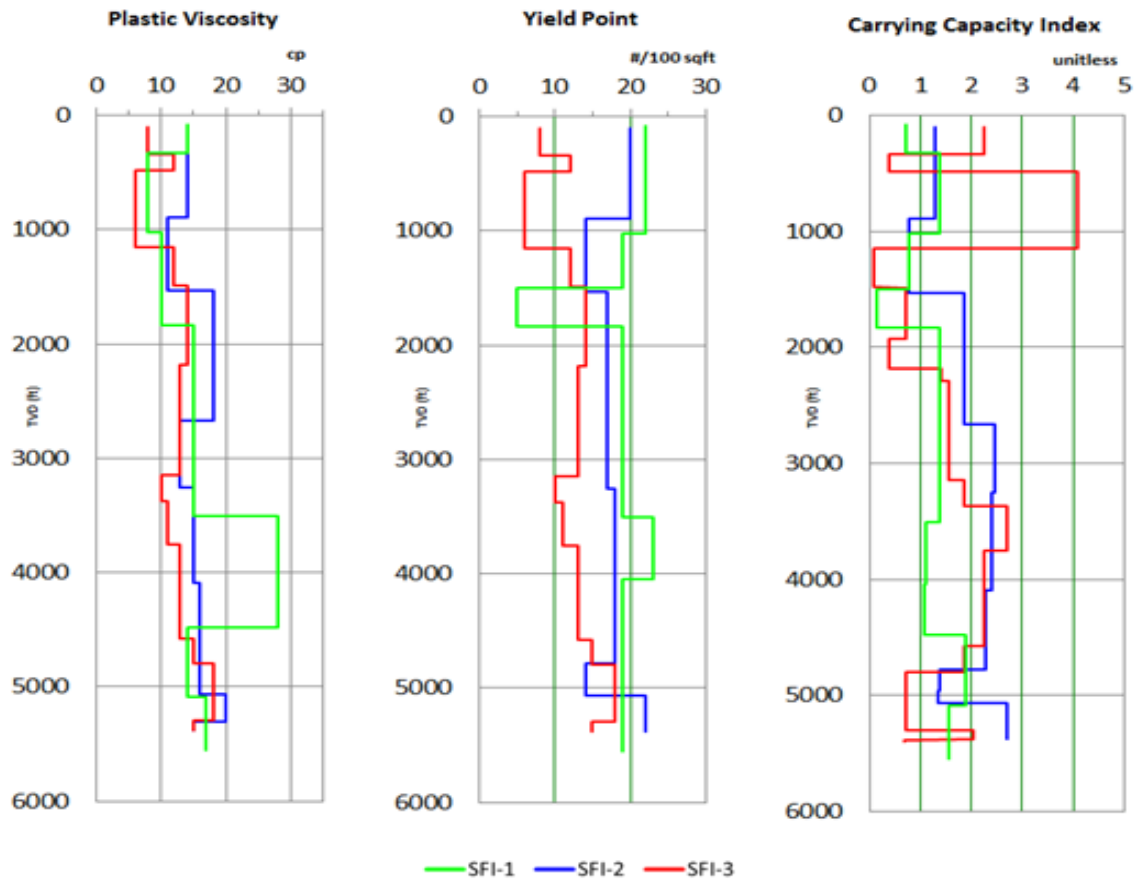 Plastic Viscosity
cp
0 10 20 30
0
1000
2000
3000
4000
5000
6000
TVD (ft)
Yield Point
#/100 sqft
0 10 20 30
0
1000
2000
3000
4000
5000
6000
TVD (ft)
Carrying Capacity Index
unitless
0 1 2 3 4 5
0
1000
2000
3000
4000
5000
6000
TVD (ft)
SFI-1 SFI-2 SFI-3